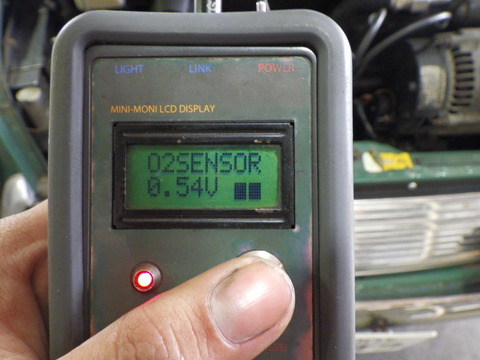 LIGHT LINK POWER
MINI-MONI LCD DISPLAY
O2SENSOR
0.54V